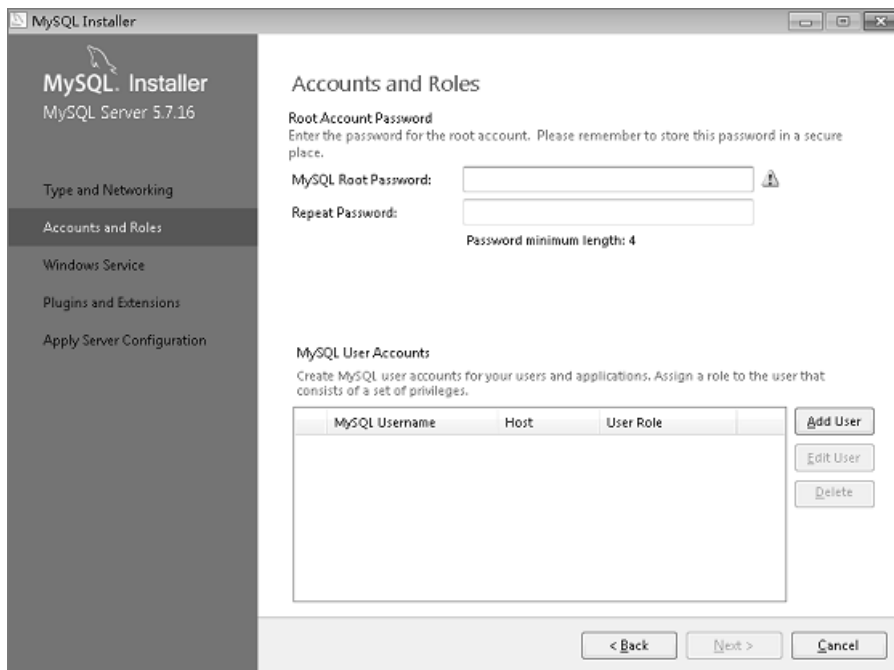 MySQL Installer
MySQL. Installer
MySQL Server 5.7.16
Type and Networking
Accounts and Roles
Windows Service
Plugins and Extensions
Apply Server Configuration
Accounts and Roles
Root Account Password
Enter the password for the root account. Please remember to store this password in a secure
place.
MySQL Root Password:
Repeat Password:
Password minimum length: 4
MySQL User Accounts
Create MySQL user accounts for your users and applications. Assign a role to the user that
consists of a set of privileges.
MySQL Username Host User Role
Add User
Edit User
Delete
< Back Next > Cancel